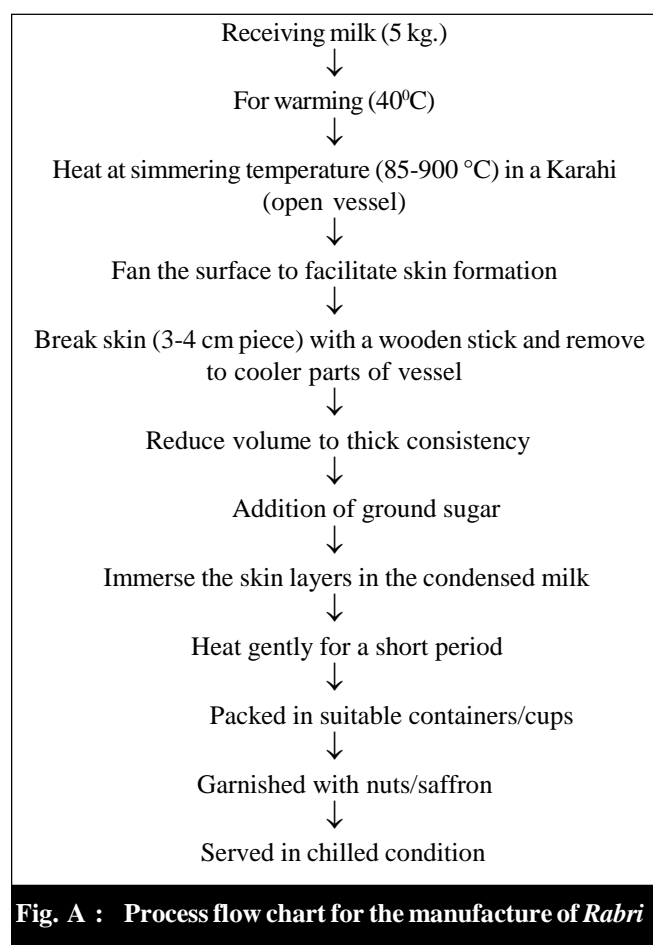 Receiving milk (5 kg.)
↓
For warming (40⁰C)
↓
Heat at simmering temperature (85-900 °C) in a Karahi
(open vessel)
↓
Fan the surface to facilitate skin formation
↓
Break skin (3-4 cm piece) with a wooden stick and remove
to cooler parts of vessel
↓
Reduce volume to thick consistency
↓
Addition of ground sugar
↓
Immerse the skin layers in the condensed milk
↓
Heat gently for a short period
↓
Packed in suitable containers/cups
↓
Garnished with nuts/saffron
↓
Served in chilled condition
Fig. A : Process flow chart for the manufacture of Rabri